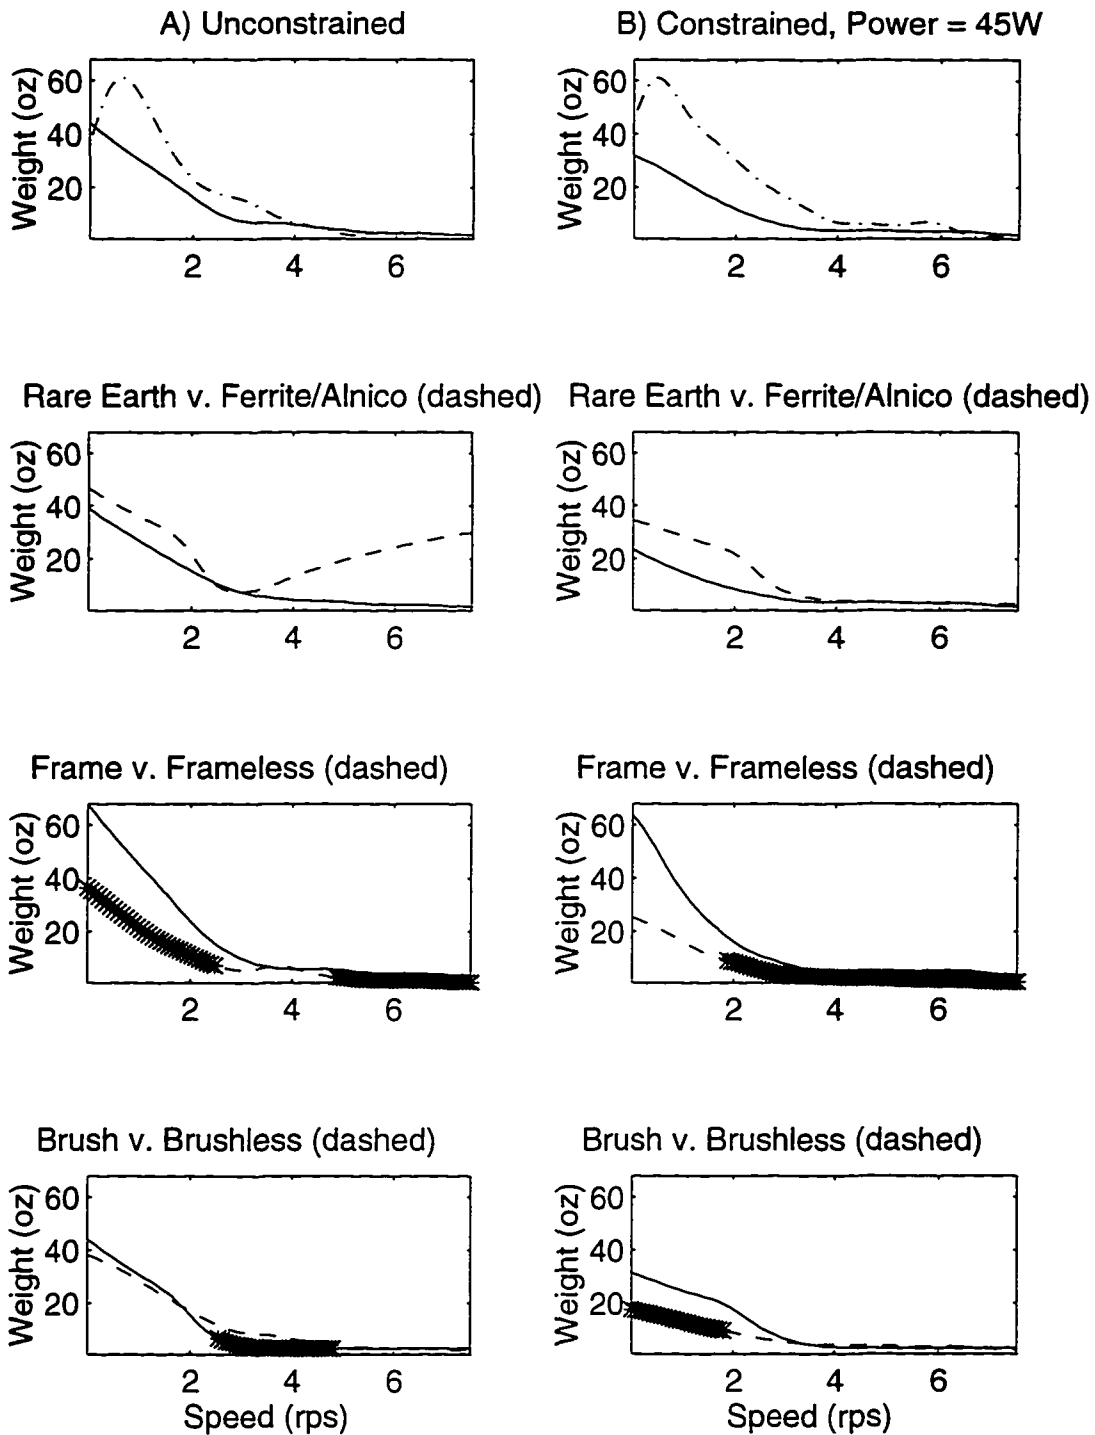 A) Unconstrained
B) Constrained, Power = 45W
Weight (oz)
60
40
20
2
4
6
Weight (oz)
60
40
20
2
4
6
Rare Earth v. Ferrite/Alnico (dashed)
Rare Earth v. Ferrite/Alnico (dashed)
Weight (oz)
60
40
20
2
4
6
Weight (oz)
60
40
20
2
4
6
Frame v. Frameless (dashed)
Frame v. Frameless (dashed)
Weight (oz)
60
40
20
2
4
6
Weight (oz)
60
40
20
2
4
6
Brush v. Brushless (dashed)
Brush v. Brushless (dashed)
Weight (oz)
60
40
20
2
4
6
Speed (rps)
Weight (oz)
60
40
20
2
4
6
Speed (rps)